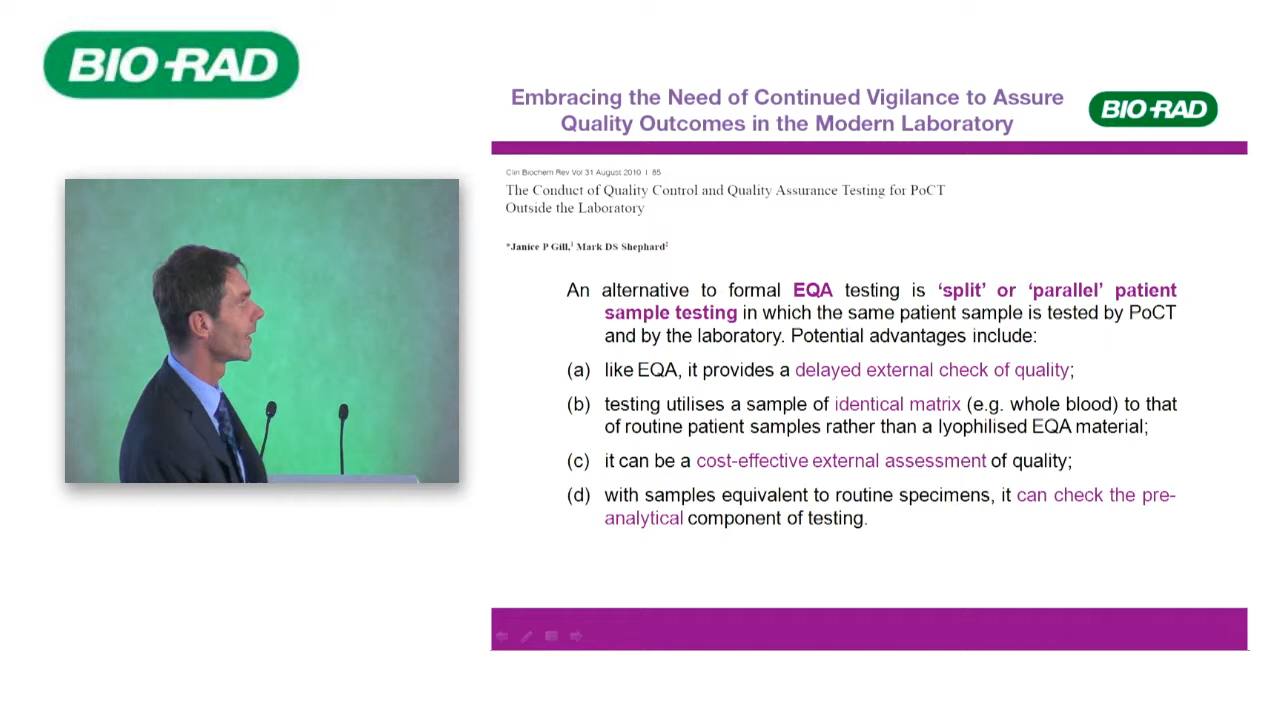 BIO-RAD
Embracing the Need of Continued Vigilance to Assure
Quality Outcomes in the Modern Laboratory
BIO-RAD
Clin Biochem Rev Vol 31 August 2010 I 85
The Conduct of Quality Control and Quality Assurance Testing for PoCT
Outside the Laboratory
*Janice P Gill,¹ Mark DS Shephard²
An alternative to formal EQA testing is ‘split’ or ‘parallel’ patient
sample testing in which the same patient sample is tested by PoCT
and by the laboratory. Potential advantages include:
(a) like EQA, it provides a delayed external check of quality;
(b) testing utilises a sample of identical matrix (e.g. whole blood) to that
of routine patient samples rather than a lyophilised EQA material;
(c) it can be a cost-effective external assessment of quality;
(d) with samples equivalent to routine specimens, it can check the pre-
analytical component of testing.